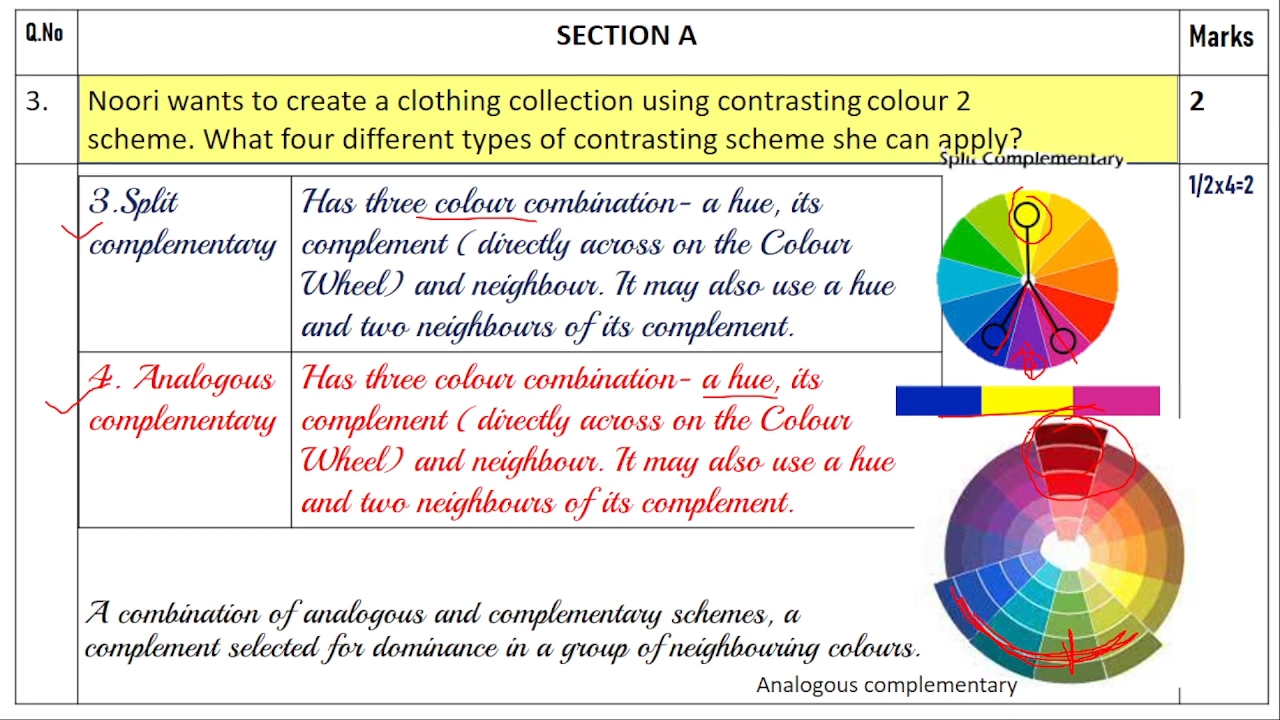 Q.No
SECTION A
Marks
3.
Noori wants to create a clothing collection using contrasting colour 2
scheme. What four different types of contrasting scheme she can apply?
2
Split Complementary
1/2x4=2
3.Split
complementary
Has three colour combination- a hue, its
complement ( directly across on the Colour
Wheel) and neighbour. It may also use a hue
and two neighbours of its complement.
4. Analogous
complementary
Has three colour combination- a hue, its
complement ( directly across on the Colour
Wheel) and neighbour. It may also use a hue
and two neighbours of its complement.
A combination of analogous and complementary schemes, a
complement selected for dominance in a group of neighbouring colours.
Analogous complementary